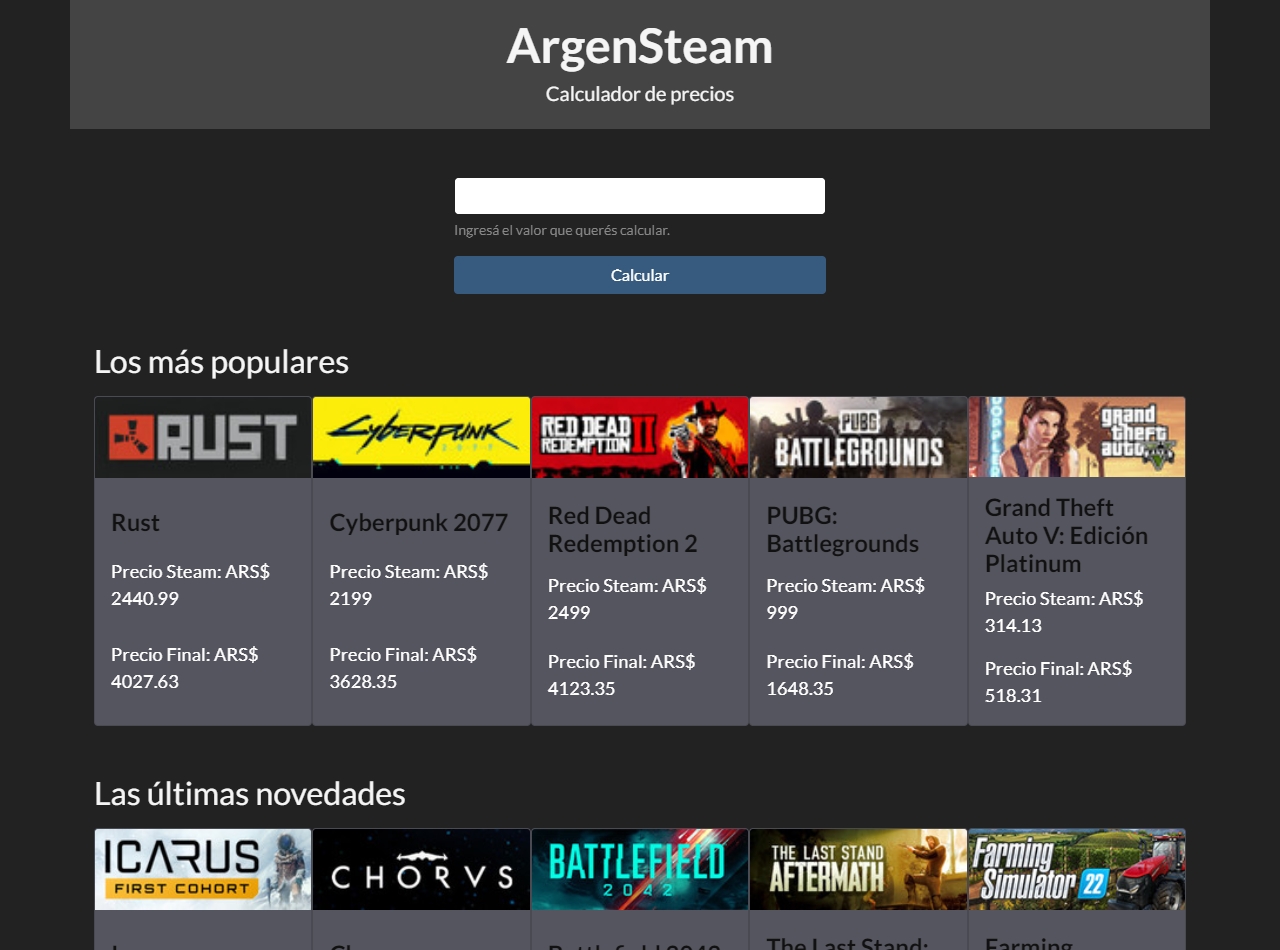 ArgenSteam
Calculador de precios
Ingresá el valor que querés calcular.
Calcular
Los más populares
RUST
Cyberpunk
2077
RED DEAD
REDEMPTION II
PUBG
BATTLEGROUNDS
grand
theft
auto V
Rust
Cyberpunk 2077
Red Dead
Redemption 2
PUBG:
Battlegrounds
Grand Theft
Auto V: Edición
Platinum
Precio Steam: ARS$
2440.99
Precio Final: ARS$
4027.63
Precio Steam: ARS$
2199
Precio Final: ARS$
3628.35
Precio Steam: ARS$
2499
Precio Final: ARS$
4123.35
Precio Steam: ARS$
999
Precio Final: ARS$
1648.35
Precio Steam: ARS$
314.13
Precio Final: ARS$
518.31
Las últimas novedades
ICARUS
FIRST COHORT
CHORVS
BATTLEFIELD
2042
THE LAST STAND
AFTERMATH
Farming
Simulator 22
Battlefield 2042
The Last Stand:
Farming